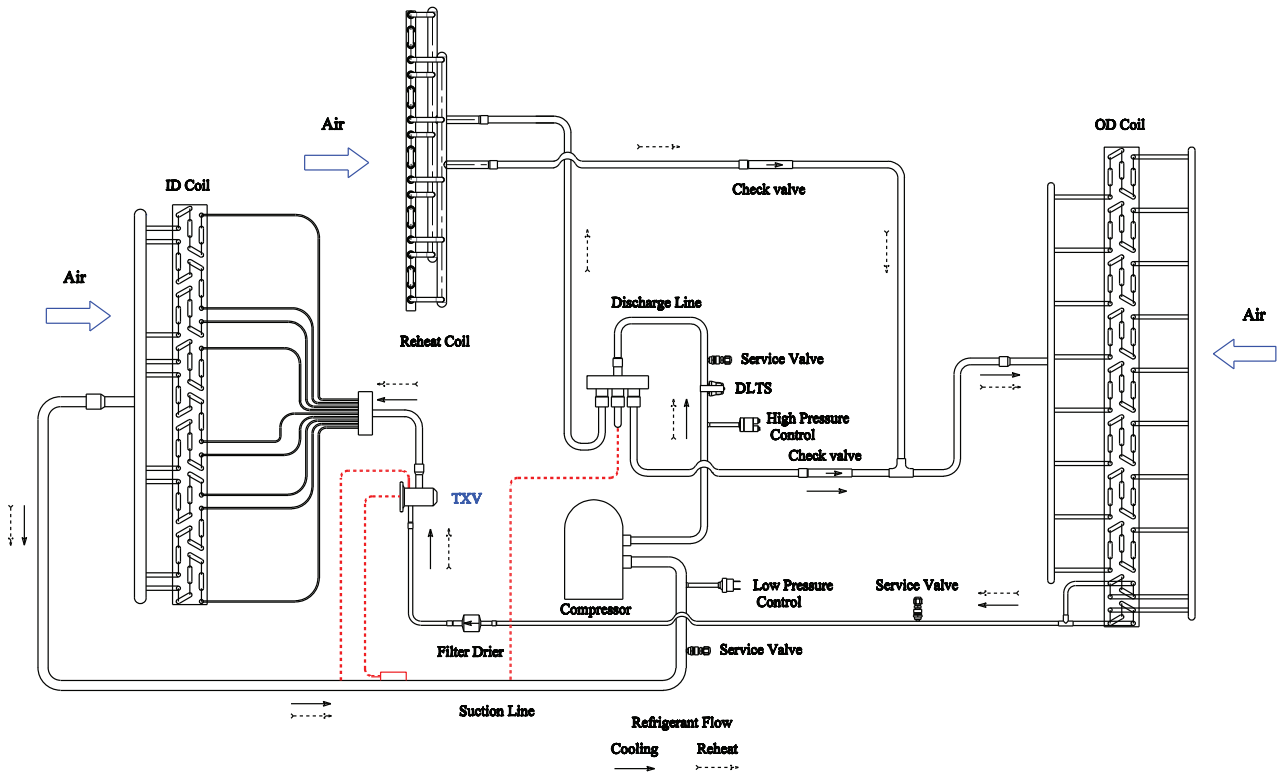 Air
OD Coil
ID Coil
Check valve
Air
Discharge Line
Air
Reheat Coil
Service Valve
DLTS
High Pressure
Control
Check valve
TXV
Low Pressure
Control
Service Valve
Compressor
Filter Drier
Service Valve
Suction Line
Refrigerant Flow
Cooling
Reheat